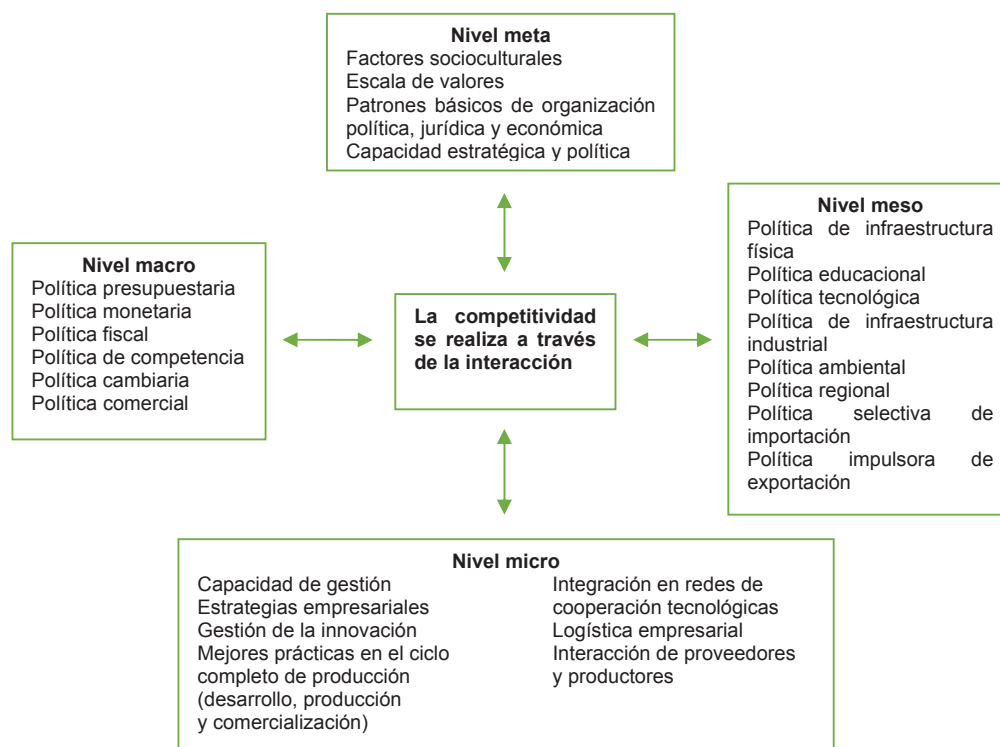 Nivel meta
Factores socioculturales
Escala de valores
Patrones básicos de organización
política, jurídica y económica
Capacidad estratégica y política
Nivel macro
Política presupuestaria
Política monetaria
Política fiscal
Política de competencia
Política cambiaria
Política comercial
La competitividad
se realiza a través
de la interacción
Nivel meso
Política de infraestructura
física
Política educacional
Política tecnológica
Política de infraestructura
industrial
Política ambiental
Política regional
Política selectiva de
importación
Política impulsora de
exportación
Nivel micro
Capacidad de gestión
Estrategias empresariales
Gestión de la innovación
Mejores prácticas en el ciclo
completo de producción
(desarrollo, producción
y comercialización)
Integración en redes de
cooperación tecnológicas
Logística empresarial
Interacción de proveedores
y productores